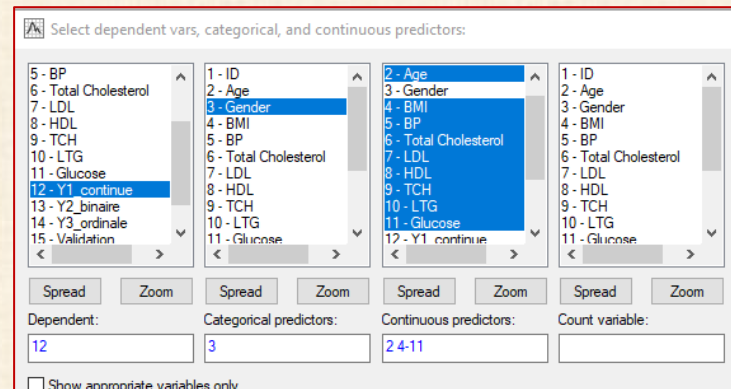 Select dependent vars, categorical, and continuous predictors:
5 - BP
6 - Total Cholesterol
7 - LDL
8 - HDL
9 - TCH
10 - LTG
11 - Glucose
12 - Y1_continue
13 - Y2_binaire
14 - Y3_ordinale
15 - Validation
1 - ID
2 - Age
3 - Gender
4 - BMI
5 - BP
6 - Total Cholesterol
7 - LDL
8 - HDL
9 - TCH
10 - LTG
11 - Glucose
2 - Age
3 - Gender
4 - BMI
5 - BP
6 - Total Cholesterol
7 - LDL
8 - HDL
9 - TCH
10 - LTG
11 - Glucose
12 - Y1_continue
1 - ID
2 - Age
3 - Gender
4 - BMI
5 - BP
6 - Total Cholesterol
7 - LDL
8 - HDL
9 - TCH
10 - LTG
11 - Glucose
Spread Zoom Spread Zoom Spread Zoom Spread Zoom
Dependent: Categorical predictors: Continuous predictors: Count variable:
12 3 2 4-11
Show appropriate variables only